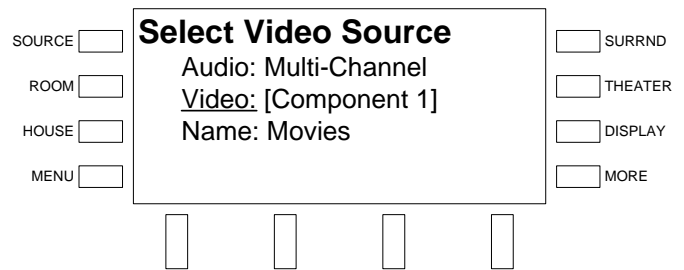 Select Video Source
Audio: Multi-Channel
Video: [Component 1]
Name: Movies
SOURCE
ROOM
HOUSE
MENU
SURRND
THEATER
DISPLAY
MORE